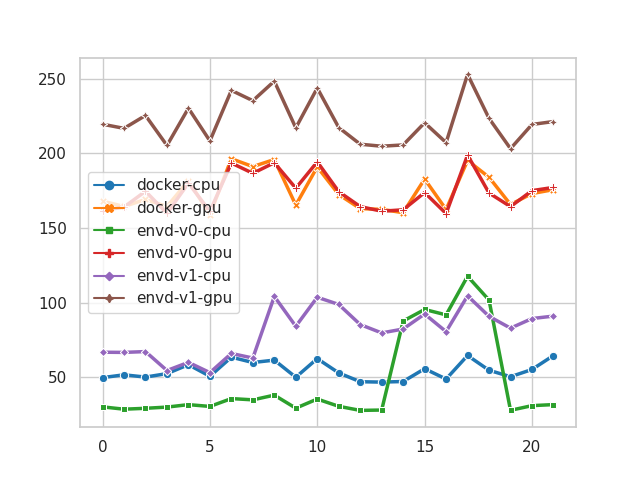 250
200
150
100
50
docker-cpu
docker-gpu
envd-v0-cpu
envd-v0-gpu
envd-v1-cpu
envd-v1-gpu
0 5 10 15 20